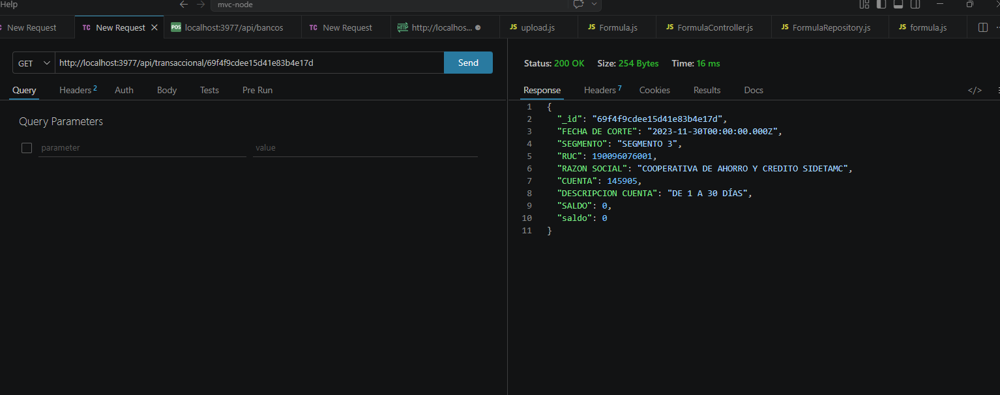 Help
mvc-node
New Request
TC New Request
POS localhost:3977/api/bancos
TC New Request
HTTP http://localhos...
JS upload.js
JS Formula.js
JS FormulaController.js
JS FormulaRepository.js
JS formula.js
GET
http://localhost:3977/api/transaccional/69f4f9cdee15d41e83b4e17d
Send
Query
Headers 2
Auth
Body
Tests
Pre Run
Query Parameters
parameter
value
Status: 200 OK Size: 254 Bytes Time: 16 ms
Response
Headers 7
Cookies
Results
Docs
</>
1 {
2 "_id": "69f4f9cdee15d41e83b4e17d",
3 "FECHA DE CORTE": "2023-11-30T00:00:00.000Z",
4 "SEGMENTO": "SEGMENTO 3",
5 "RUC": 190096076001,
6 "RAZON SOCIAL": "COOPERATIVA DE AHORRO Y CREDITO SIDETAMC",
7 "CUENTA": 145905,
8 "DESCRIPCION CUENTA": "DE 1 A 30 DÍAS",
9 "SALDO": 0,
10 "saldo": 0
11 }